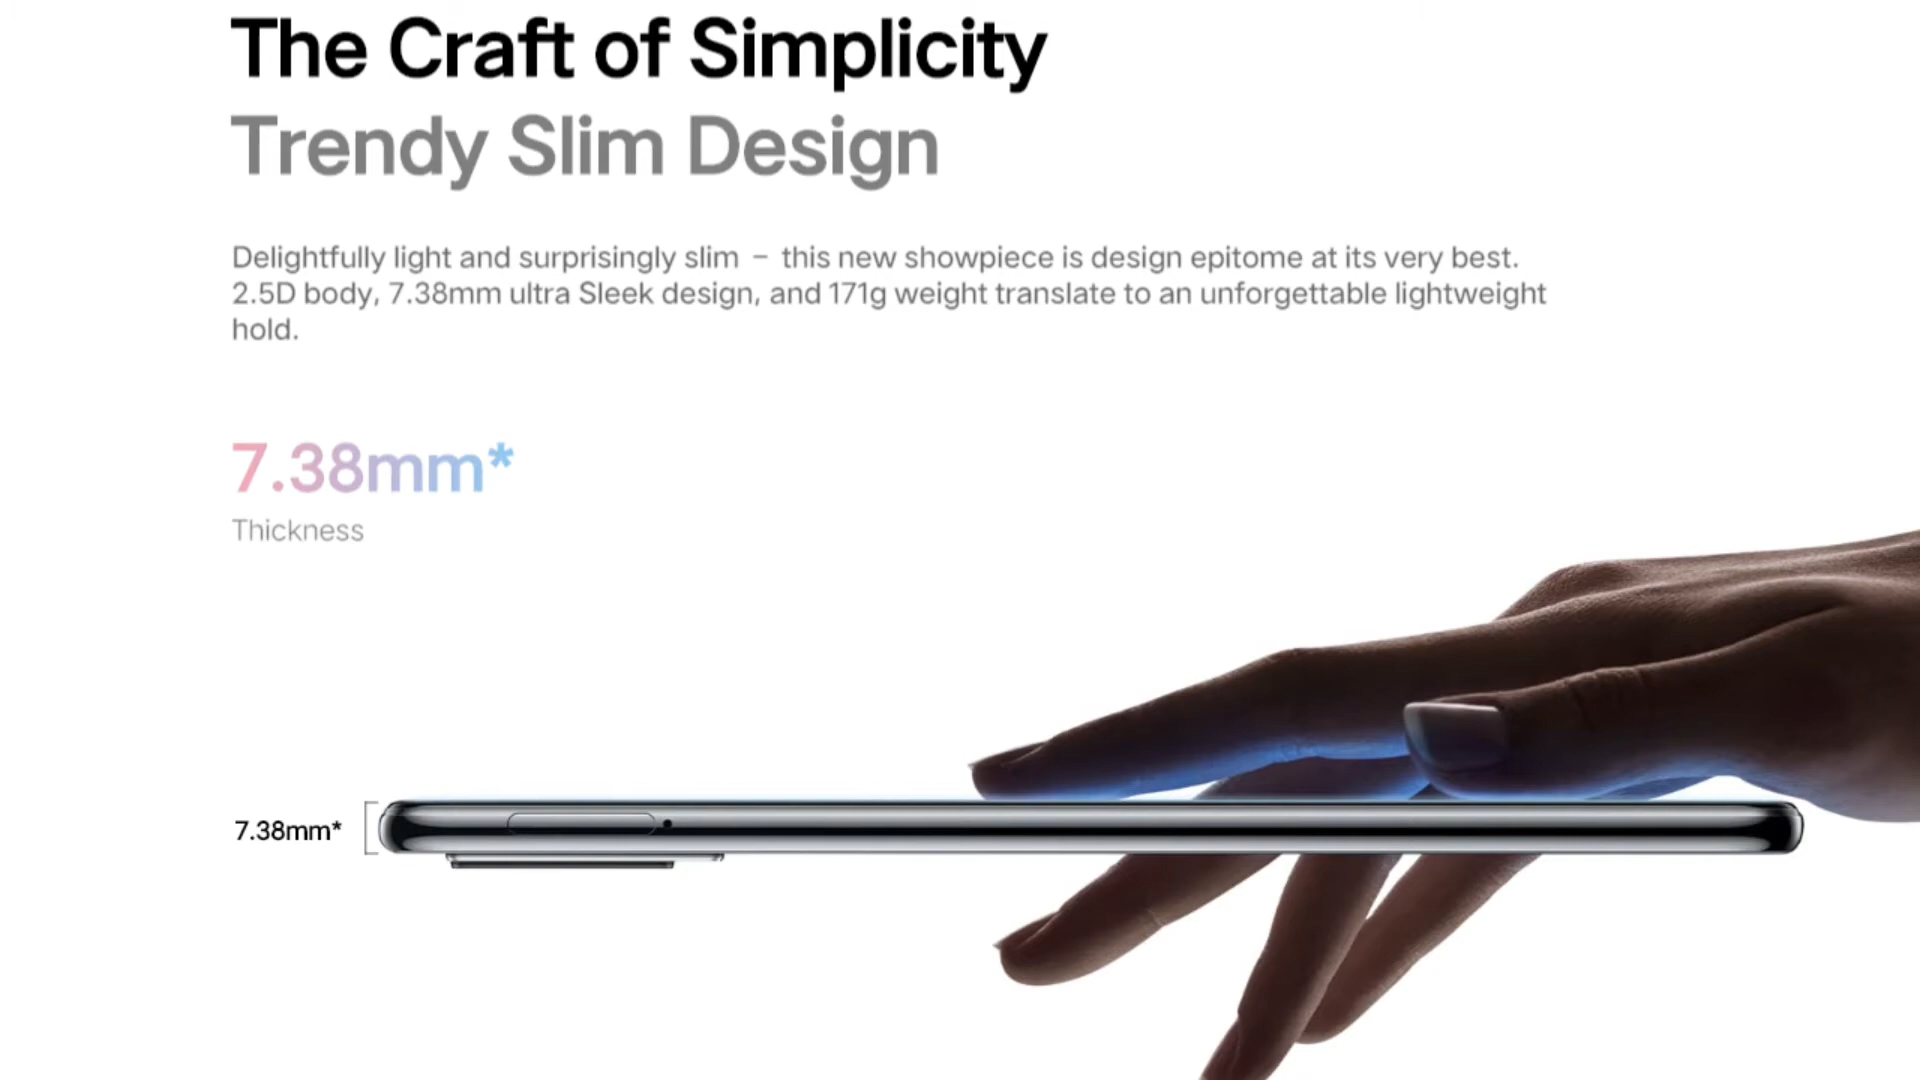 The Craft of Simplicity
Trendy Slim Design
Delightfully light and surprisingly slim – this new showpiece is design epitome at its very best.
2.5D body, 7.38mm ultra Sleek design, and 171g weight translate to an unforgettable lightweight
hold.
7.38mm*
Thickness
7.38mm*